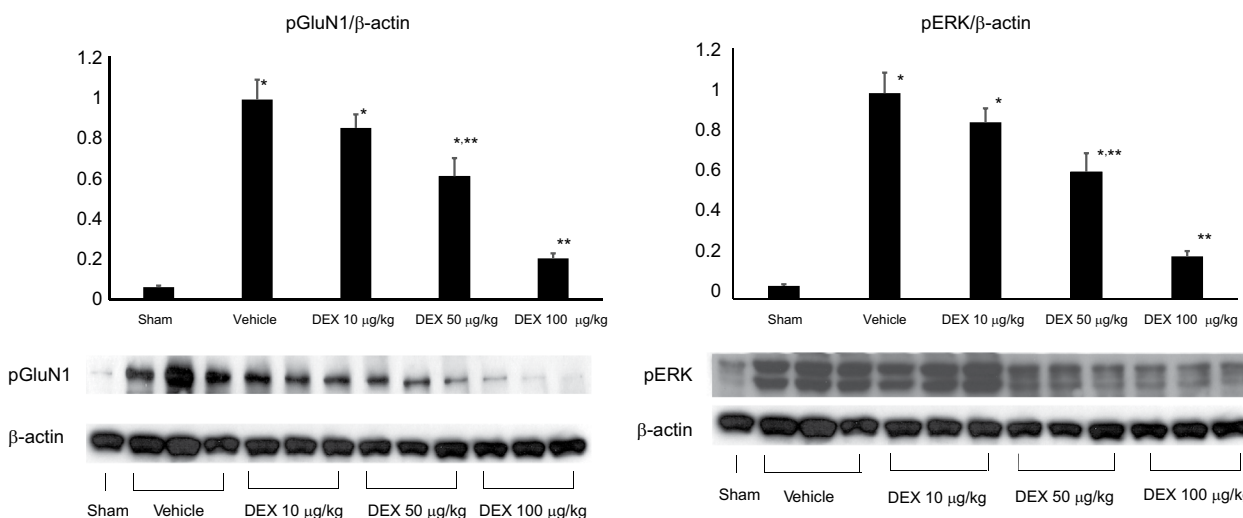 pGluN1/β-actin
1.2
1
0.8
0.6
0.4
0.2
0
*
*
*,**
**
Sham Vehicle DEX 10 μg/kg DEX 50 μg/kg DEX 100 μg/kg
pGluN1
β-actin
Sham Vehicle DEX 10 μg/kg DEX 50 μg/kg DEX 100 μg/kg
pERK/β-actin
1.2
1
0.8
0.6
0.4
0.2
0
*
*
*,**
**
Sham Vehicle DEX 10 μg/kg DEX 50 μg/kg DEX 100 μg/kg
pERK
β-actin
Sham Vehicle DEX 10 μg/kg DEX 50 μg/kg DEX 100 μg/kg